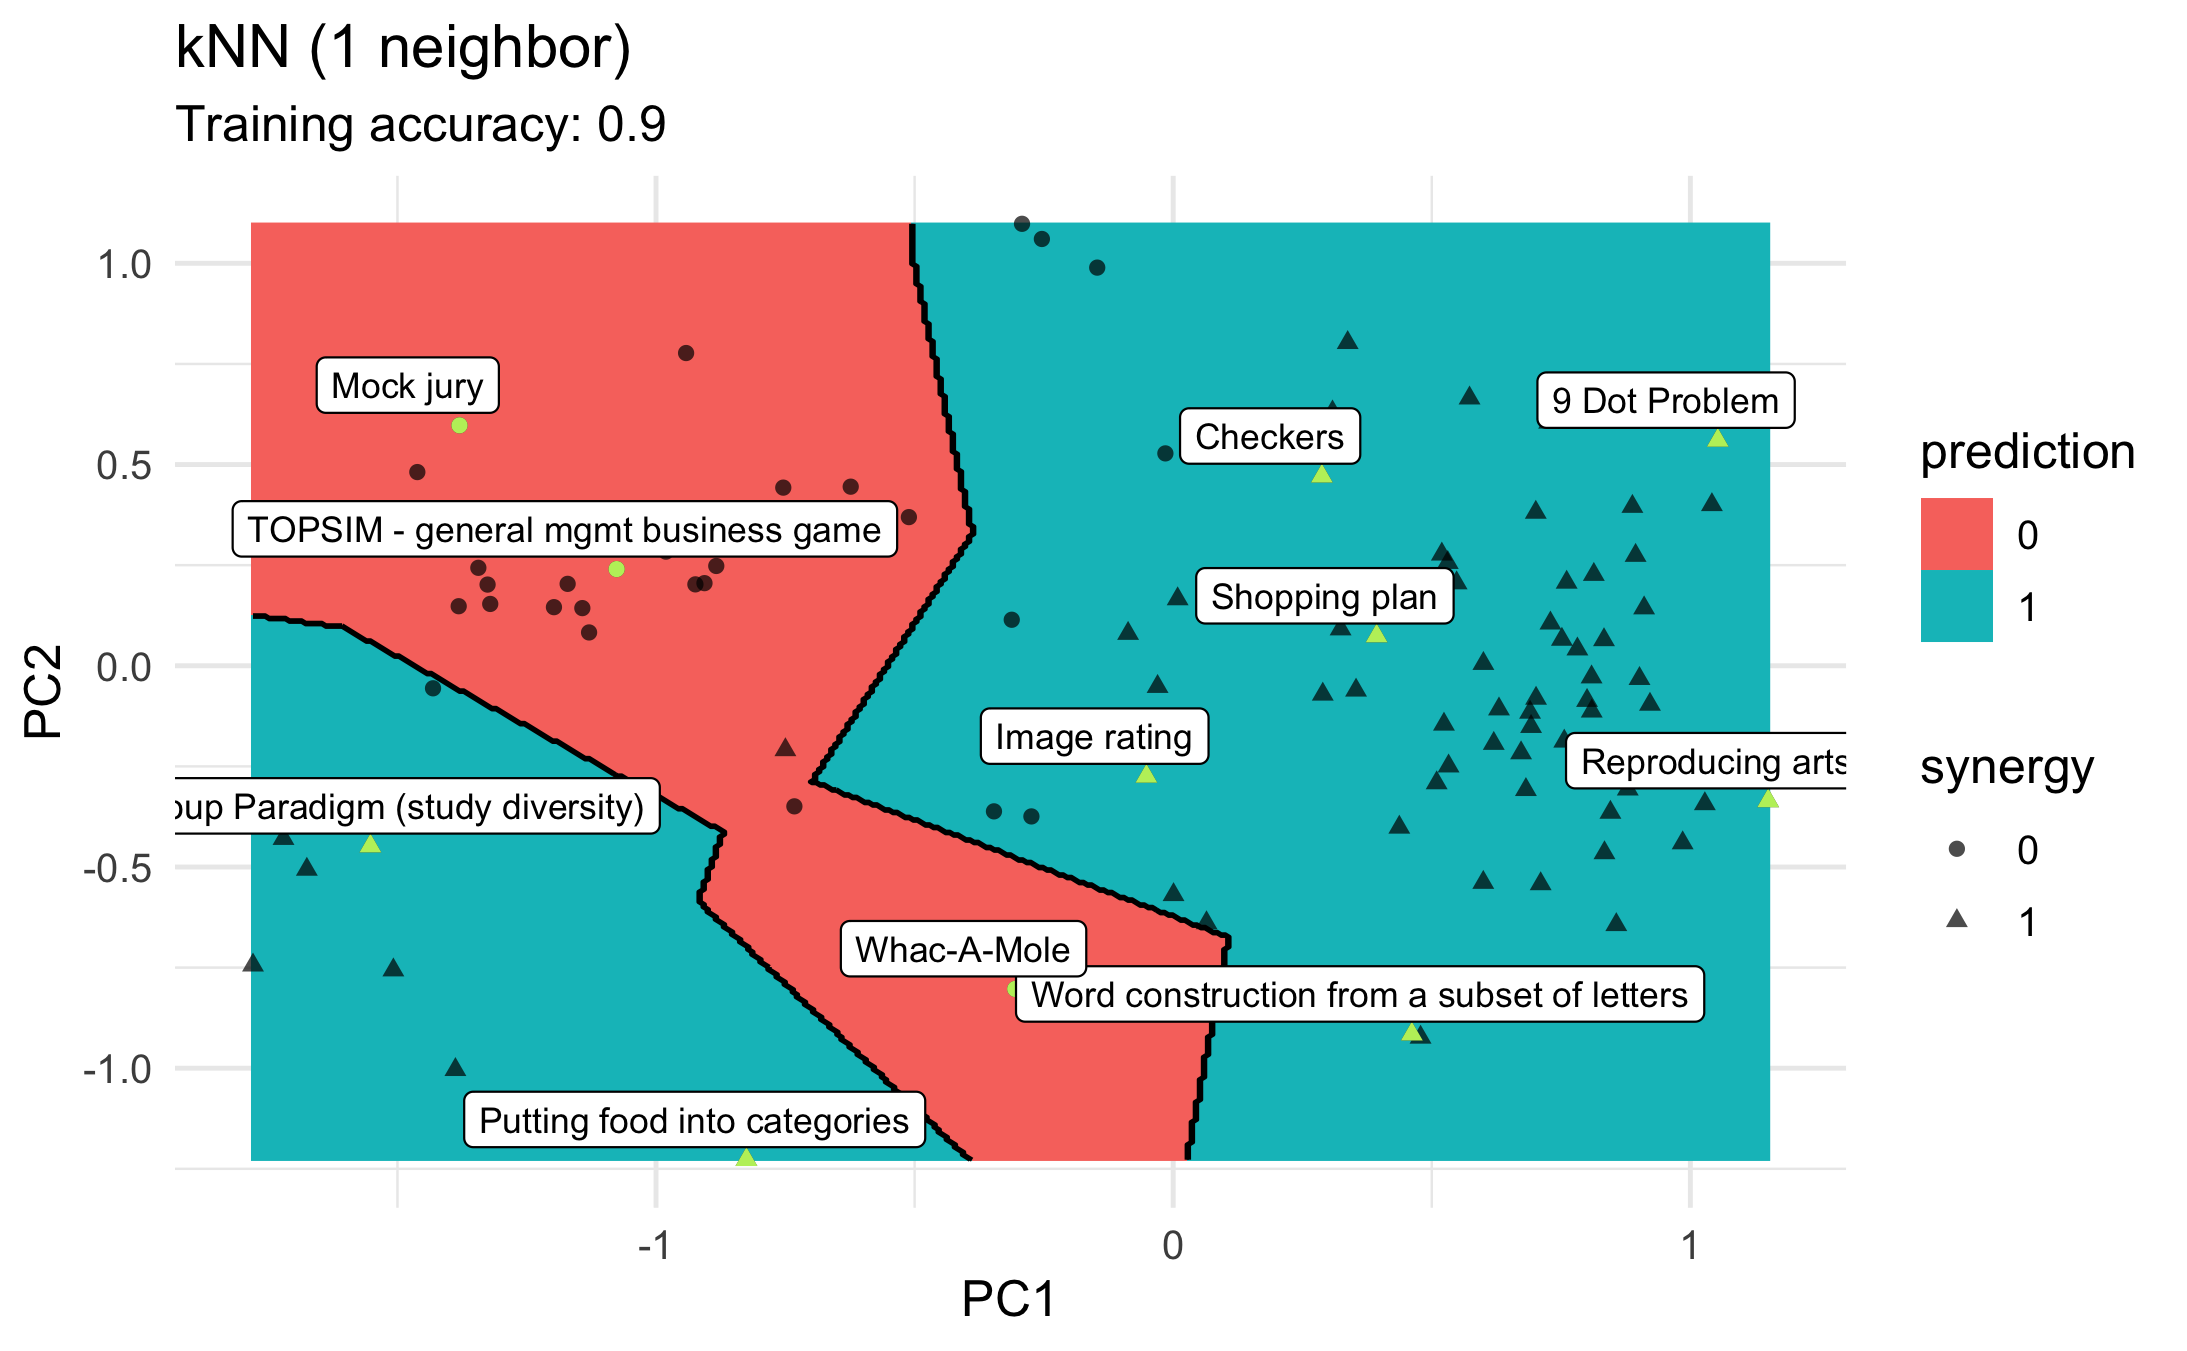 kNN (1 neighbor)
Training accuracy: 0.9
1.0
0.5
0.0
-0.5
-1.0
PC2
Mock jury
9 Dot Problem
Checkers
TOPSIM - general mgmt business game
Shopping plan
Image rating
Reproducing arts
oup Paradigm (study diversity)
Whac-A-Mole
Word construction from a subset of letters
Putting food into categories
-1
0
1
PC1
prediction
0
1
synergy
0
1